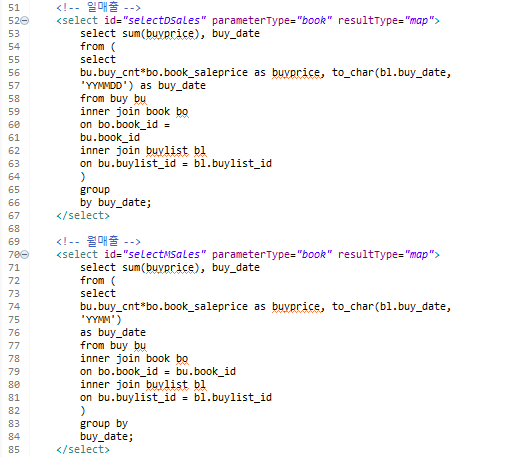 51 <!-- 일매출 -->
52 <select id="selectDSales" parameterType="book" resultType="map">
53 select sum(buyprice), buy_date
54 from (
55 select
56 bu.buy_cnt*bo.book_saleprice as buyprice, to_char(bl.buy_date,
57 'YYMMDD') as buy_date
58 from buy bu
59 inner join book bo
60 on bo.book_id =
61 bu.book_id
62 inner join buylist bl
63 on bu.buylist_id = bl.buylist_id
64 )
65 group
66 by buy_date;
67 </select>
68
69 <!-- 월매출 -->
70 <select id="selectMSales" parameterType="book" resultType="map">
71 select sum(buyprice), buy_date
72 from (
73 select
74 bu.buy_cnt*bo.book_saleprice as buyprice, to_char(bl.buy_date,
75 'YYMM')
76 as buy_date
77 from buy bu
78 inner join book bo
79 on bo.book_id = bu.book_id
80 inner join buylist bl
81 on bu.buylist_id = bl.buylist_id
82 )
83 group by
84 buy_date;
85 </select>